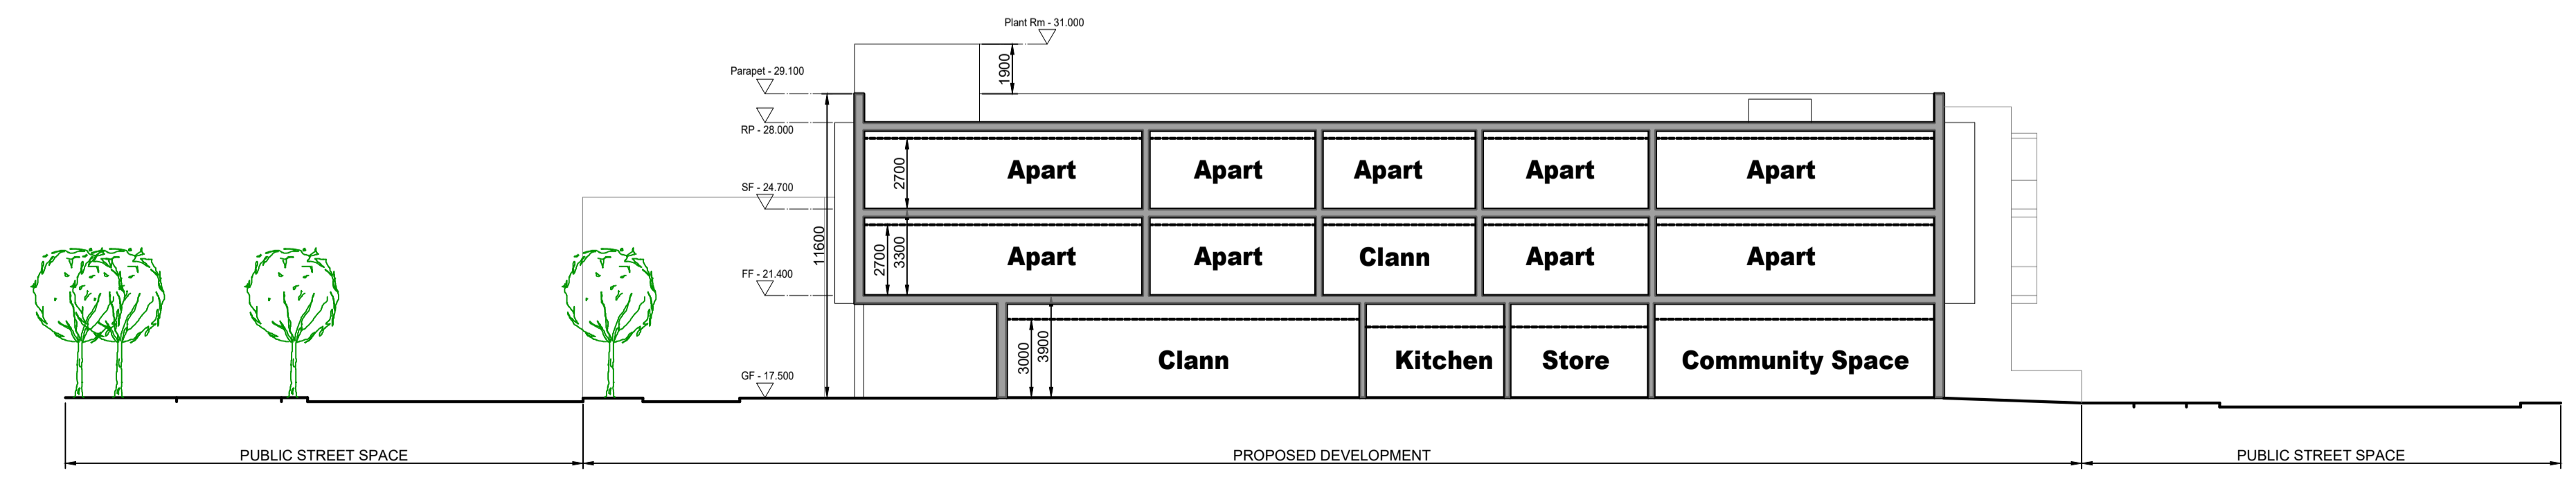 Plant Rm - 31.000
1900
Parapet - 29.100
RP - 28.000
SF - 24.700
FF - 21.400
GF - 17.500
11600
2700
Apart Apart Apart Apart Apart
2700
3300
Apart Apart Clann Apart Apart
3000
3900
Clann Kitchen Store Community Space
PUBLIC STREET SPACE PROPOSED DEVELOPMENT PUBLIC STREET SPACE